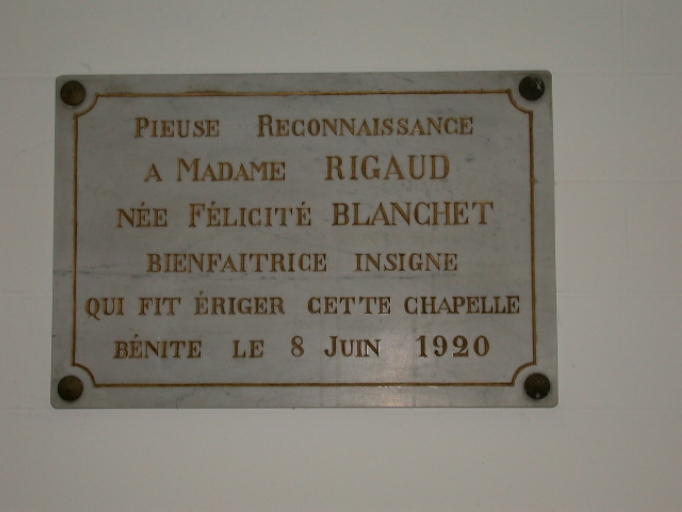 PIEUSE RECONNAISSANCE
A MADAME RIGAUD
NÉE FÉLICITÉ BLANCHET
BIENFAITRICE INSIGNE
QUI FIT ÉRIGER CETTE CHAPELLE
BÉNITE LE 8 JUIN 1920